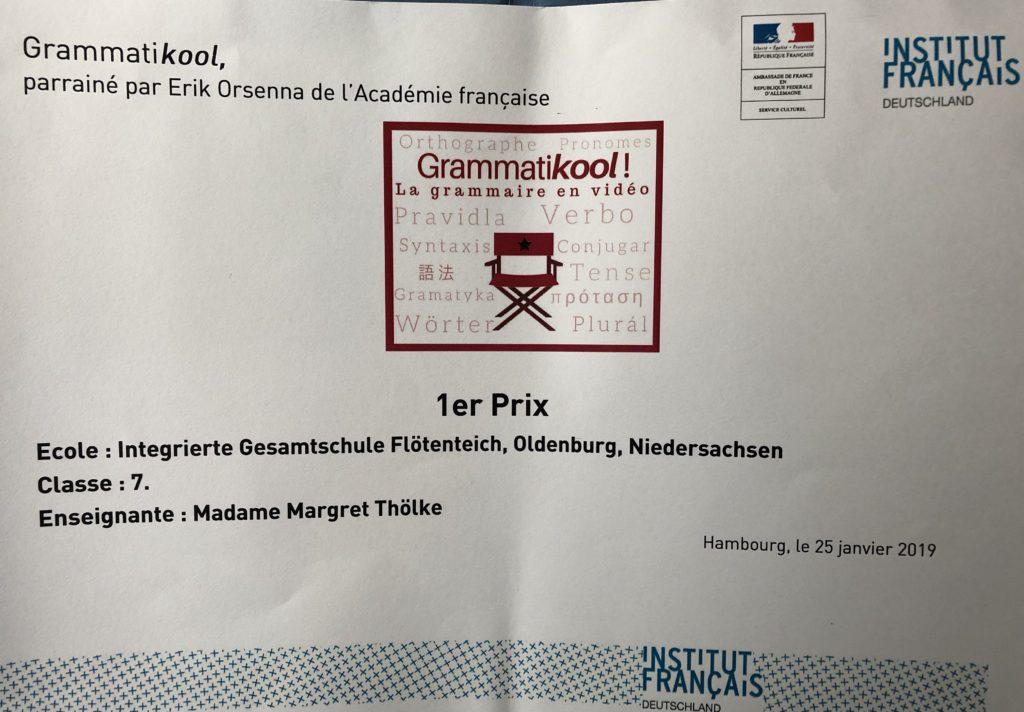 Grammatikool,
parrainé par Erik Orsenna de l'Académie française
Liberté • Égalité • Fraternité
RÉPUBLIQUE FRANÇAISE
AMBASSADE DE FRANCE
EN
REPUBLIQUE FEDERALE
D'ALLEMAGNE
SERVICE CULTUREL
INSTITUT
FRANÇAIS
DEUTSCHLAND
Orthographe Pronomes
Grammatikool!
La grammaire en vidéo
Pravidla Verbo
Syntaxis Conjugar
語法 Tense
Gramatyka πρόταση
Wörter Plurál
1er Prix
Ecole : Integrierte Gesamtschule Flötenteich, Oldenburg, Niedersachsen
Classe : 7.
Enseignante : Madame Margret Thölke
Hambourg, le 25 janvier 2019
INSTITUT
FRANÇAIS
DEUTSCHLAND